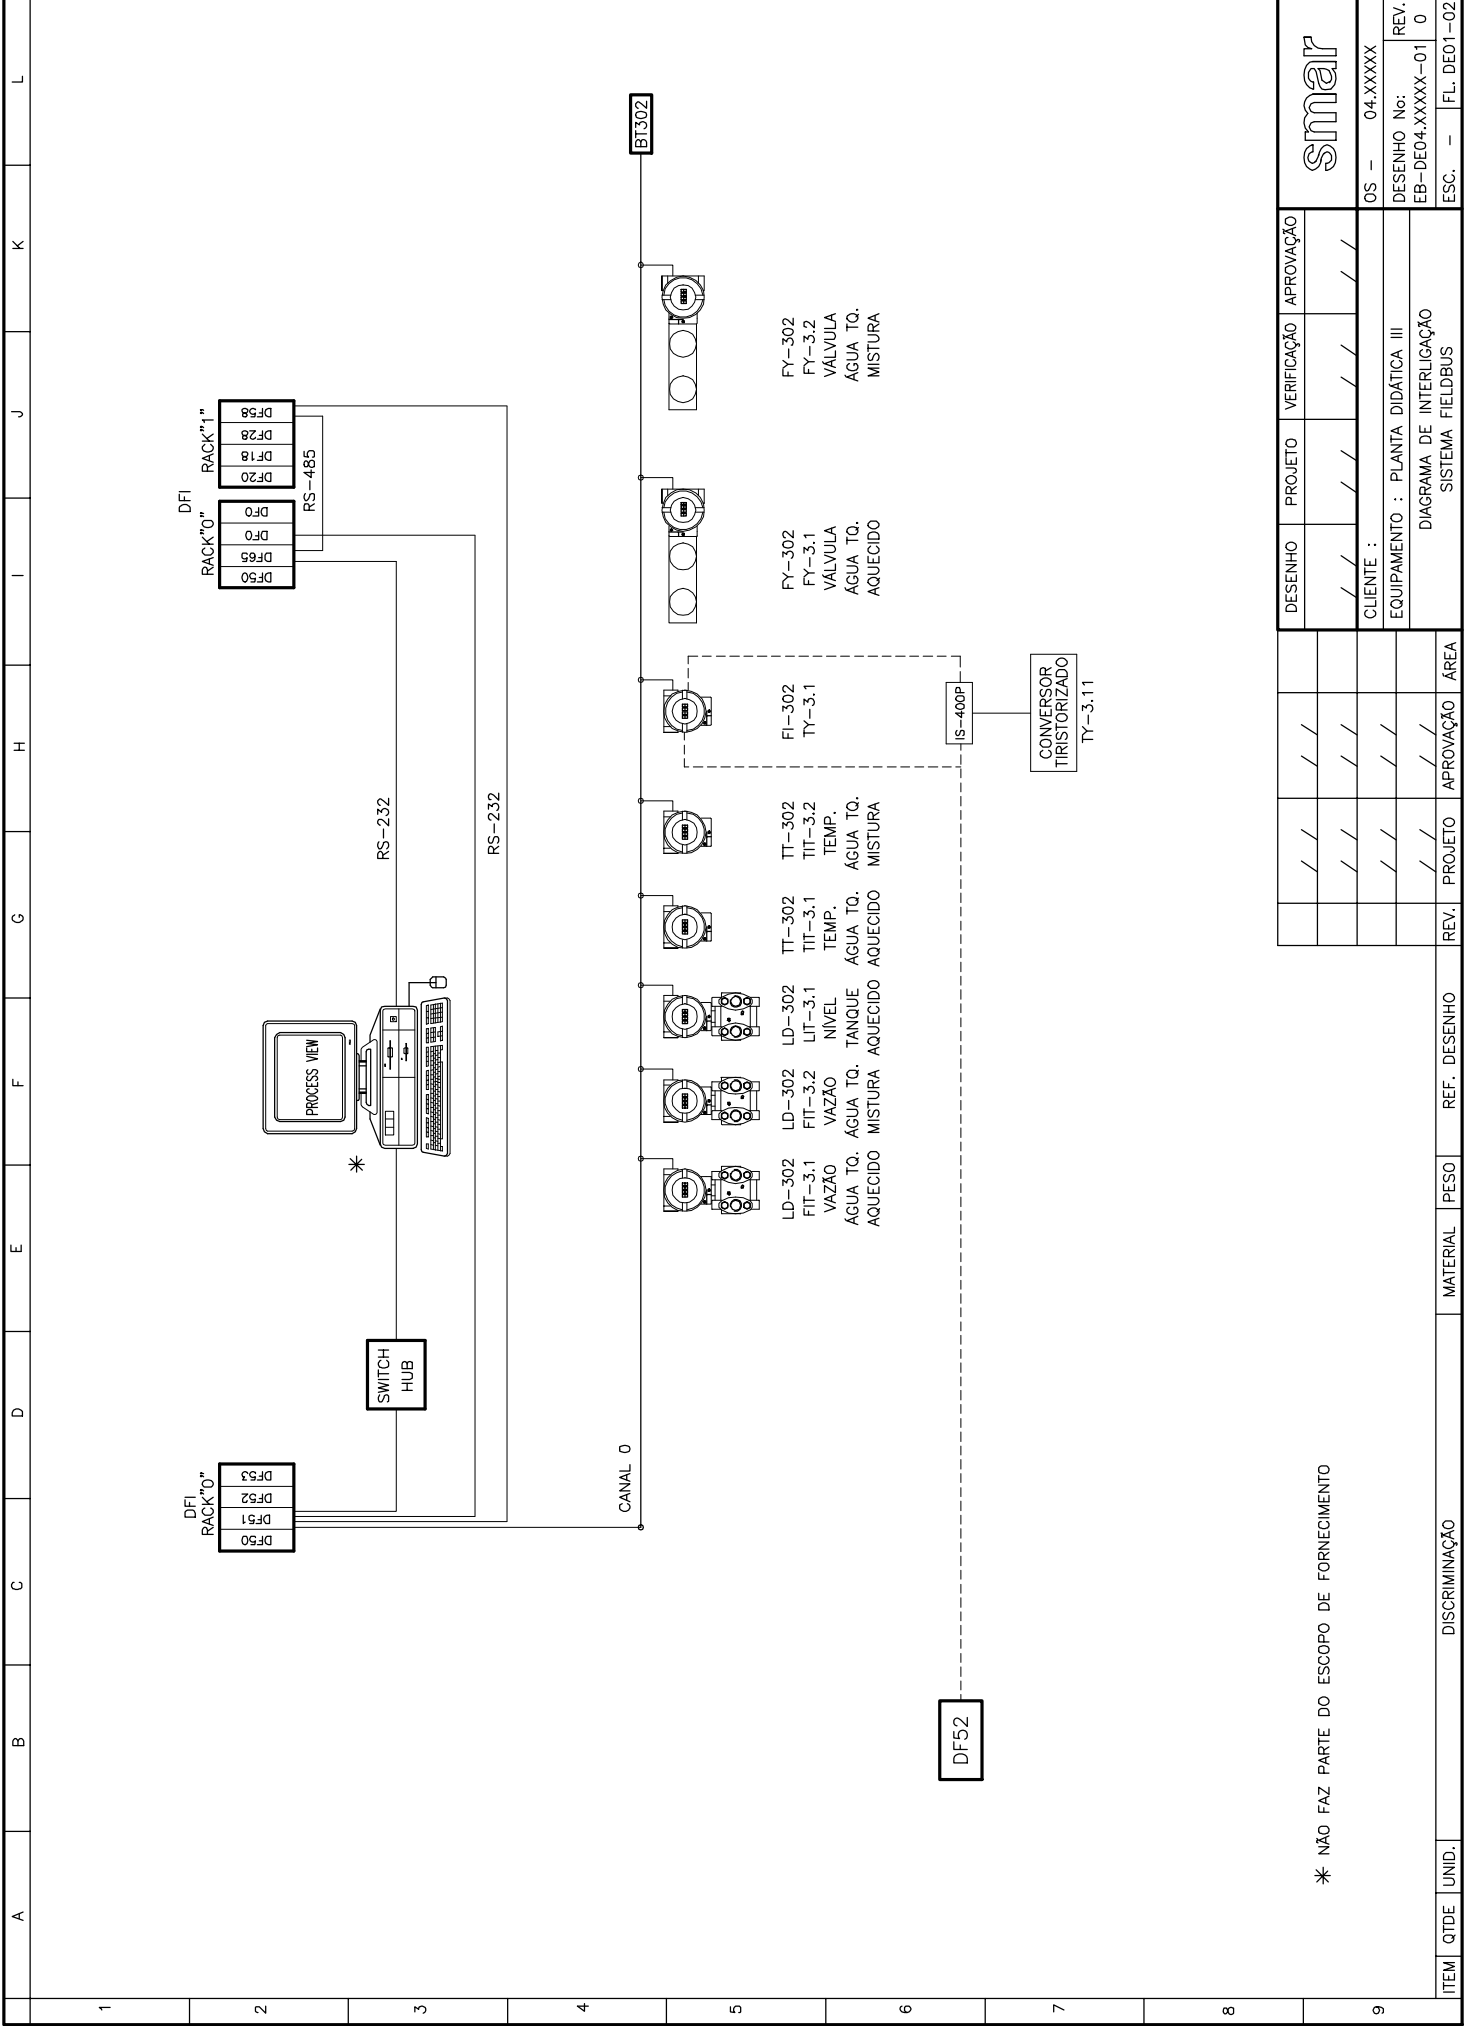 A B C D E F G H I J K L
1
2
3
4
5
6
7
8
9
DFI
RACK"0"
DF50
DF51
DF52
DF53
DFI
RACK"0"
DF50
DF65
DF0
DF0
RACK"1"
DF20
DF18
DF28
DF58
RS-485
SWITCH
HUB
*
PROCESS VIEW
RS-232
RS-232
CANAL 0
BT302
LD-302
FIT-3.1
VAZÃO
ÁGUA TQ.
AQUECIDO
LD-302
FIT-3.2
VAZÃO
ÁGUA TQ.
MISTURA
LD-302
LIT-3.1
NÍVEL
TANQUE
AQUECIDO
TT-302
TIT-3.1
TEMP.
ÁGUA TQ.
AQUECIDO
TT-302
TIT-3.2
TEMP.
ÁGUA TQ.
MISTURA
FI-302
TY-3.1
FY-302
FY-3.1
VÁLVULA
ÁGUA TQ.
AQUECIDO
FY-302
FY-3.2
VÁLVULA
ÁGUA TQ.
MISTURA
DF52
IS-400P
CONVERSOR
TIRISTORIZADO
TY-3.11
* NÃO FAZ PARTE DO ESCOPO DE FORNECIMENTO
ITEM QTDE UNID. DISCRIMINAÇÃO MATERIAL PESO REF. DESENHO REV. PROJETO APROVAÇÃO ÁREA
DESENHO PROJETO VERIFICAÇÃO APROVAÇÃO
/ / / / / / / /
/ / / /
/ / / /
/ / / /
/ / / /
CLIENTE :
EQUIPAMENTO : PLANTA DIDÁTICA III
DIAGRAMA DE INTERLIGAÇÃO
SISTEMA FIELDBUS
smar
OS - 04.XXXXX
DESENHO No: REV.
EB-DE04.XXXXX-01 0
ESC. - FL. DE01-02